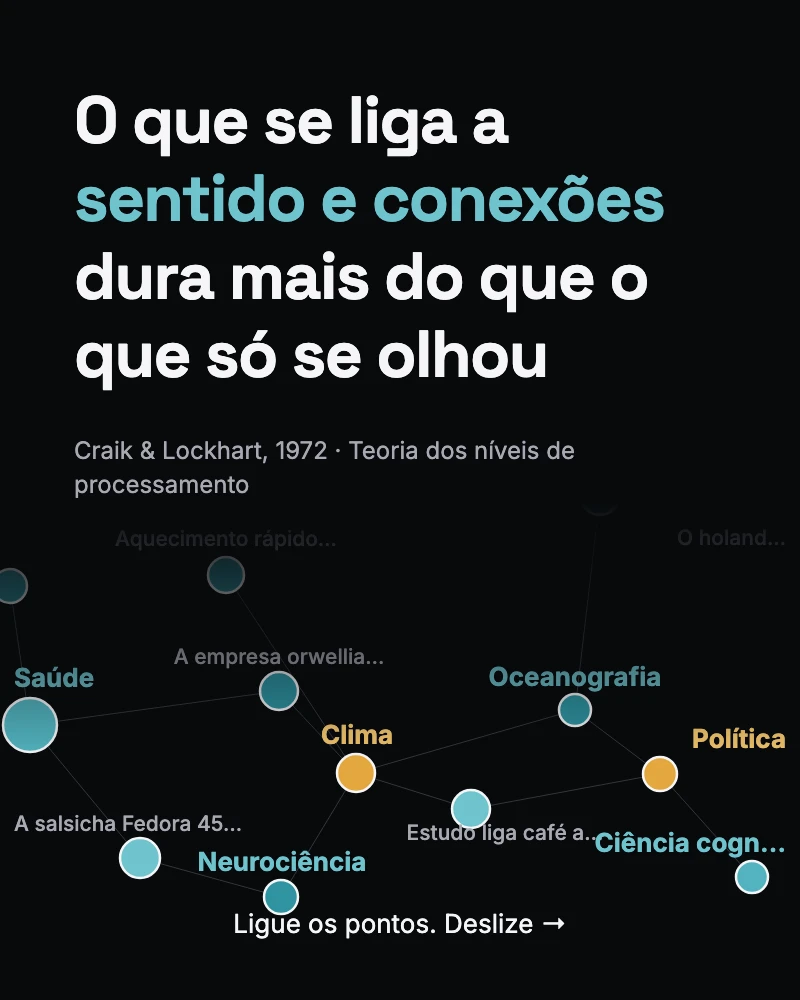 O que se liga a
sentido e conexões
dura mais do que o
que só se olhou
Craik & Lockhart, 1972 · Teoria dos níveis de
processamento
Aquecimento rápido...
O holand...
A empresa orwellia...
Saúde
Oceanografia
Clima
Política
A salsicha Fedora 45...
Estudo liga café a...
Ciência cogn...
Neurociência
Ligue os pontos. Deslize →